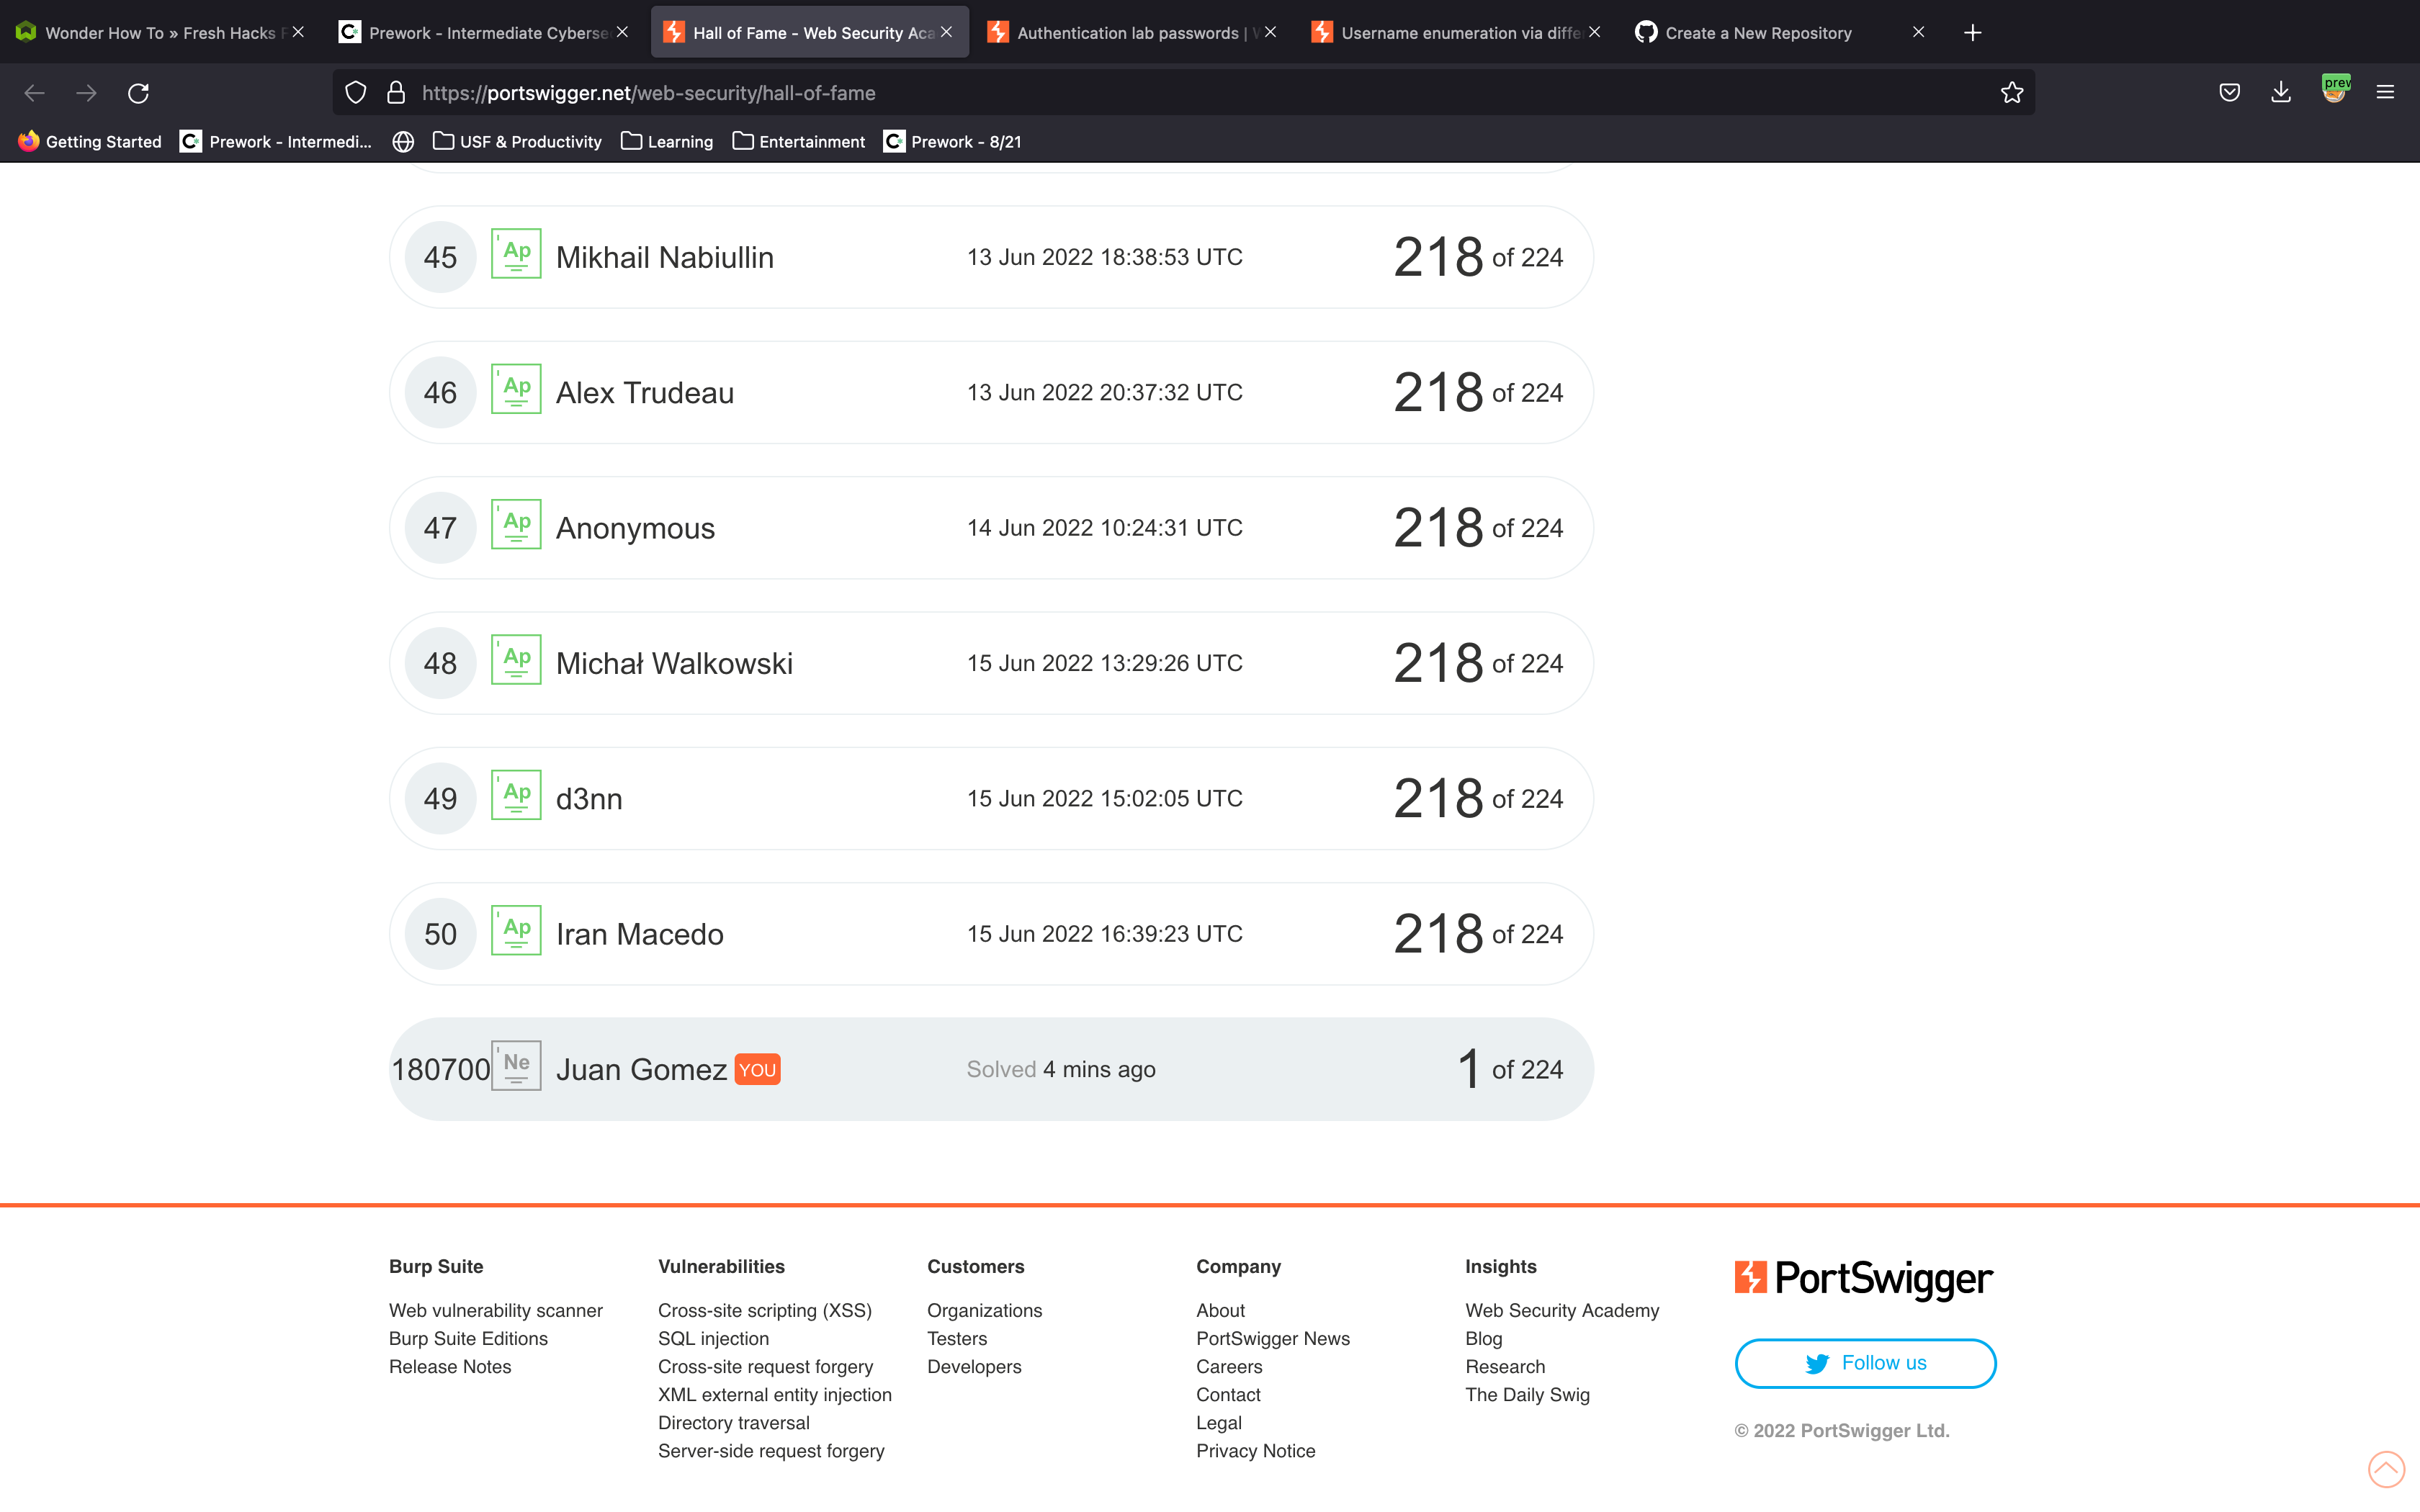 Wonder How To » Fresh Hacks F
Prework - Intermediate Cyberse
Hall of Fame - Web Security Aca
Authentication lab passwords | W
Username enumeration via diffe
Create a New Repository
https://portswigger.net/web-security/hall-of-fame
prew
Getting Started
Prework - Intermedi...
USF & Productivity
Learning
Entertainment
Prework - 8/21
45 Ap Mikhail Nabiullin 13 Jun 2022 18:38:53 UTC 218 of 224
46 Ap Alex Trudeau 13 Jun 2022 20:37:32 UTC 218 of 224
47 Ap Anonymous 14 Jun 2022 10:24:31 UTC 218 of 224
48 Ap Michał Walkowski 15 Jun 2022 13:29:26 UTC 218 of 224
49 Ap d3nn 15 Jun 2022 15:02:05 UTC 218 of 224
50 Ap Iran Macedo 15 Jun 2022 16:39:23 UTC 218 of 224
180700 Ne Juan Gomez YOU Solved 4 mins ago 1 of 224
Burp Suite
Web vulnerability scanner
Burp Suite Editions
Release Notes
Vulnerabilities
Cross-site scripting (XSS)
SQL injection
Cross-site request forgery
XML external entity injection
Directory traversal
Server-side request forgery
Customers
Organizations
Testers
Developers
Company
About
PortSwigger News
Careers
Contact
Legal
Privacy Notice
Insights
Web Security Academy
Blog
Research
The Daily Swig
PortSwigger
Follow us
© 2022 PortSwigger Ltd.